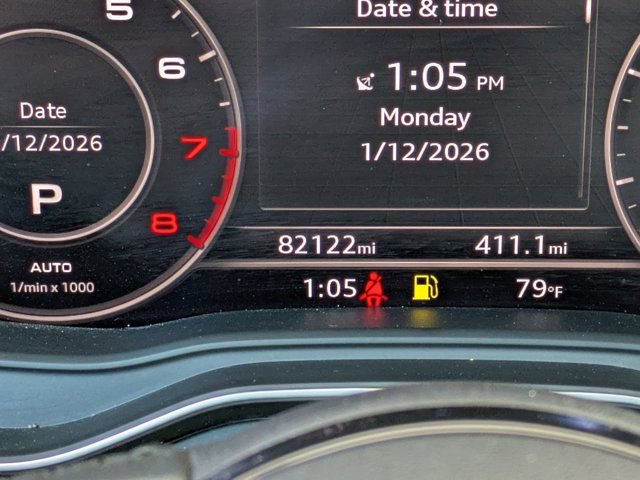 5
6
7
8
Date
/12/2026
P
AUTO
1/min x 1000
Date & time
1:05 PM
Monday
1/12/2026
82122mi
411.1mi
1:05
79°F